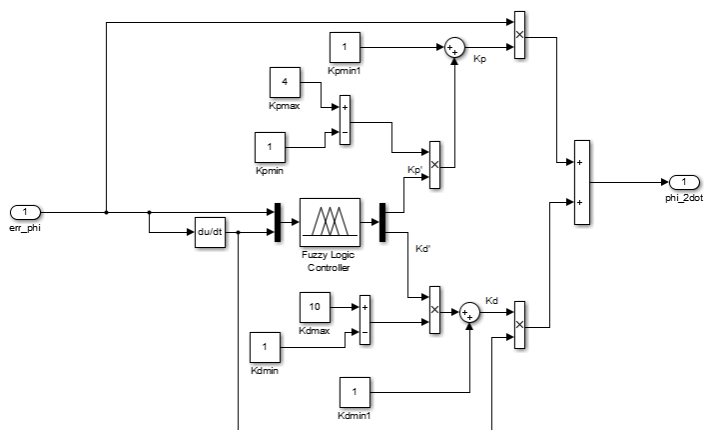 ×
1
Kpmin1
+
+
Kp
4
Kpmax
+
−
1
Kpmin
×
Kp'
+
+
1
phi_2dot
1
err_phi
du/dt
Fuzzy Logic
Controller
Kd'
10
Kdmax
+
−
×
+
+
Kd
×
1
Kdmin
1
Kdmin1